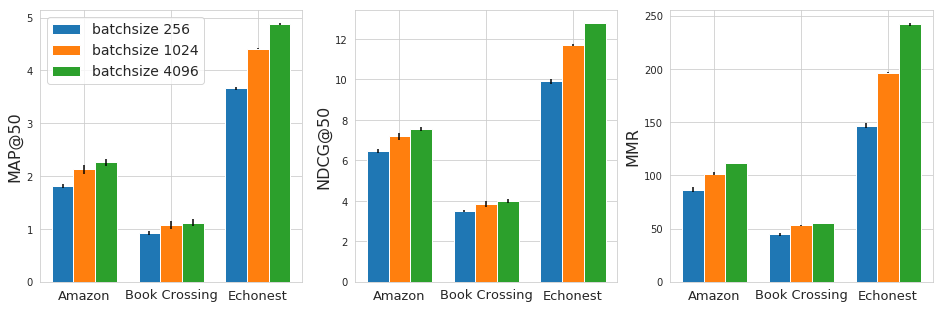 MAP@50
5
4
3
2
1
0
batchsize 256
batchsize 1024
batchsize 4096
Amazon Book Crossing Echonest
NDCG@50
12
10
8
6
4
2
0
Amazon Book Crossing Echonest
MMR
250
200
150
100
50
0
Amazon Book Crossing Echonest